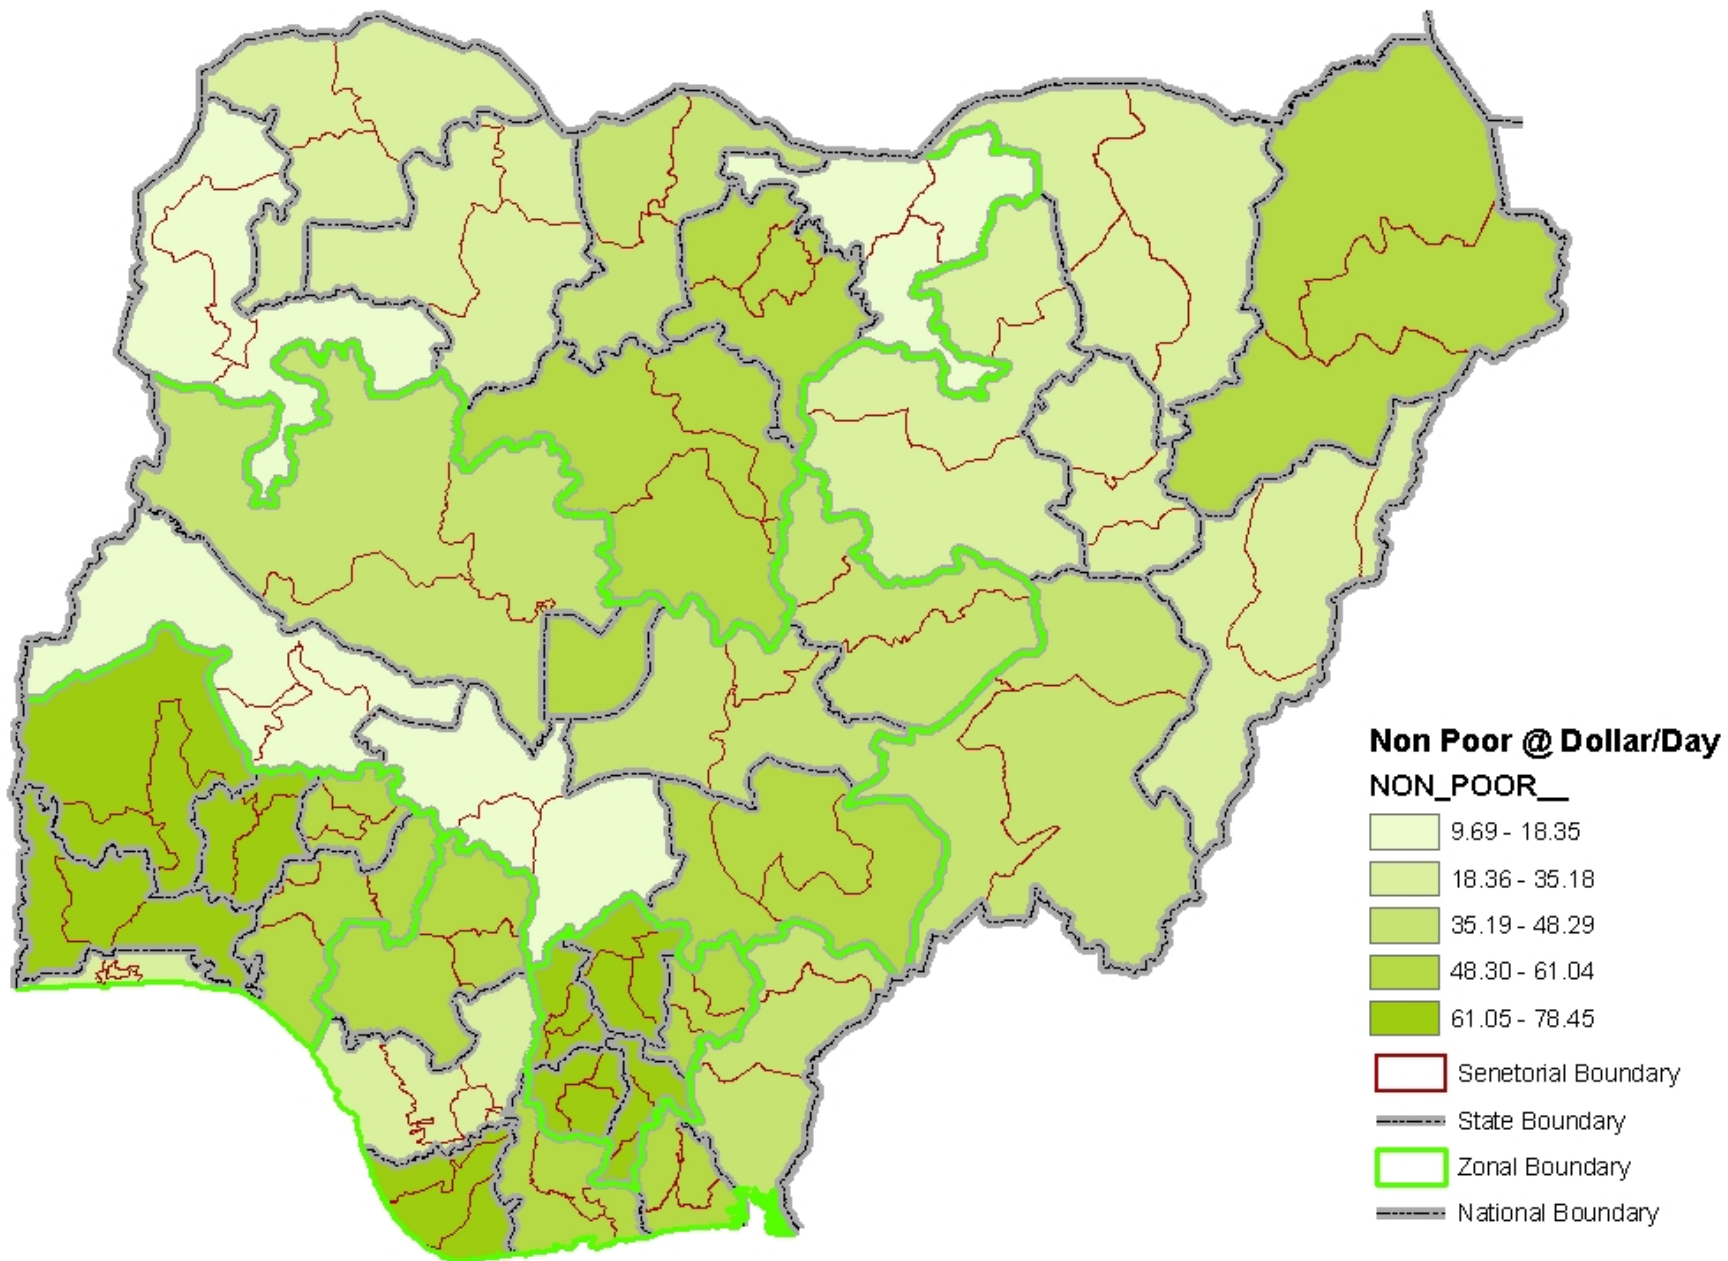 Non Poor @ Dollar/Day
NON_POOR__
9.69 - 18.35
18.36 - 35.18
35.19 - 48.29
48.30 - 61.04
61.05 - 78.45
Senetorial Boundary
State Boundary
Zonal Boundary
National Boundary